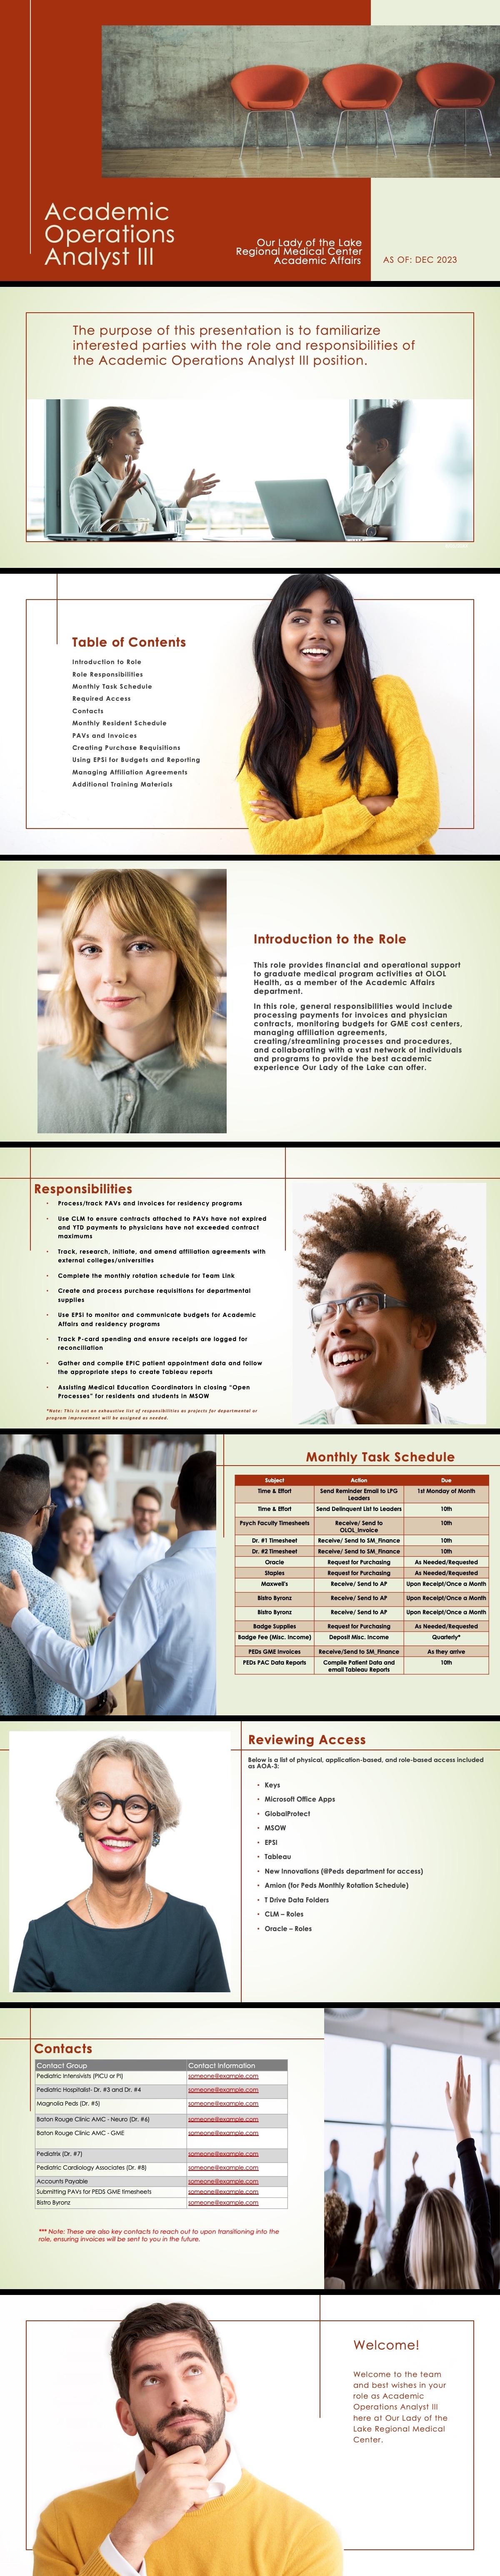 Academic
Operations
Analyst III
Our Lady of the Lake
Regional Medical Center
Academic Affairs
AS OF: DEC 2023
The purpose of this presentation is to familiarize
interested parties with the role and responsibilities of
the Academic Operations Analyst III position.
Table of Contents
Introduction to Role
Role Responsibilities
Monthly Task Schedule
Required Access
Contacts
Monthly Resident Schedule
PAVs and Invoices
Creating Purchase Requisitions
Using EPSi for Budgets and Reporting
Managing Affiliation Agreements
Additional Training Materials
Introduction to the Role
This role provides financial and operational support
to graduate medical program activities at OLOL
Health, as a member of the Academic Affairs
department.
In this role, general responsibilities would include
processing payments for invoices and physician
contracts, monitoring budgets for GME cost centers,
managing affiliation agreements,
creating/streamlining processes and procedures,
and collaborating with a vast network of individuals
and programs to provide the best academic
experience Our Lady of the Lake can offer.
Responsibilities
• Process/track PAVs and invoices for residency programs
• Use CLM to ensure contracts attached to PAVs have not expired
and YTD payments to physicians have not exceeded contract
maximums
• Track, research, initiate, and amend affiliation agreements with
external colleges/universities
• Complete the monthly rotation schedule for Team Link
• Create and process purchase requisitions for departmental
supplies
• Use EPSI to monitor and communicate budgets for Academic
Affairs and residency programs
• Track P-card spending and ensure receipts are logged for
reconciliation
• Gather and compile EPIC patient appointment data and follow
the appropriate steps to create Tableau reports
• Assisting Medical Education Coordinators in closing "Open
Processes" for residents and students in MSOW
*Note: This is not an exhaustive list of responsibilities as projects for departmental or
program improvement will be assigned as needed.
Monthly Task Schedule
Subject Action Due
Time & Effort Send Reminder Email to LPG Leaders 1st Monday of Month
Time & Effort Send Delinquent List to Leaders 10th
Psych Faculty Timesheets Receive/ Send to OLOL_Invoice 10th
Dr. #1 Timesheet Receive/ Send to SM_Finance 10th
Dr. #2 Timesheet Receive/ Send to SM_Finance 10th
Oracle Request for Purchasing As Needed/Requested
Staples Request for Purchasing As Needed/Requested
Maxwell's Receive/ Send to AP Upon Receipt/Once a Month
Bistro Byronz Receive/ Send to AP Upon Receipt/Once a Month
Bistro Byronz Receive/ Send to AP Upon Receipt/Once a Month
Badge Supplies Request for Purchasing As Needed/Requested
Badge Fee (Misc. Income) Deposit Misc. Income Quarterly*
PEDs GME Invoices Receive/Send to SM_Finance As they arrive
PEDs PAC Data Reports Compile Patient Data and email Tableau Reports 10th
Reviewing Access
Below is a list of physical, application-based, and role-based access included
as AOA-3:
• Keys
• Microsoft Office Apps
• GlobalProtect
• MSOW
• EPSI
• Tableau
• New Innovations (@Peds department for access)
• Amion (for Peds Monthly Rotation Schedule)
• T Drive Data Folders
• CLM – Roles
• Oracle – Roles
Contacts
Contact Group Contact Information
Pediatric Intensivists (PICU or PI) someone@example.com
Pediatric Hospitalist- Dr. #3 and Dr. #4 someone@example.com
Magnolia Peds (Dr. #5) someone@example.com
Baton Rouge Clinic AMC - Neuro (Dr. #6) someone@example.com
Baton Rouge Clinic AMC - GME someone@example.com
Pediatrix (Dr. #7) someone@example.com
Pediatric Cardiology Associates (Dr. #8) someone@example.com
Accounts Payable someone@example.com
Submitting PAVs for PEDS GME timesheets someone@example.com
Bistro Byronz someone@example.com
*** Note: These are also key contacts to reach out to upon transitioning into the
role, ensuring invoices will be sent to you in the future.
Welcome!
Welcome to the team
and best wishes in your
role as Academic
Operations Analyst III
here at Our Lady of the
Lake Regional Medical
Center.